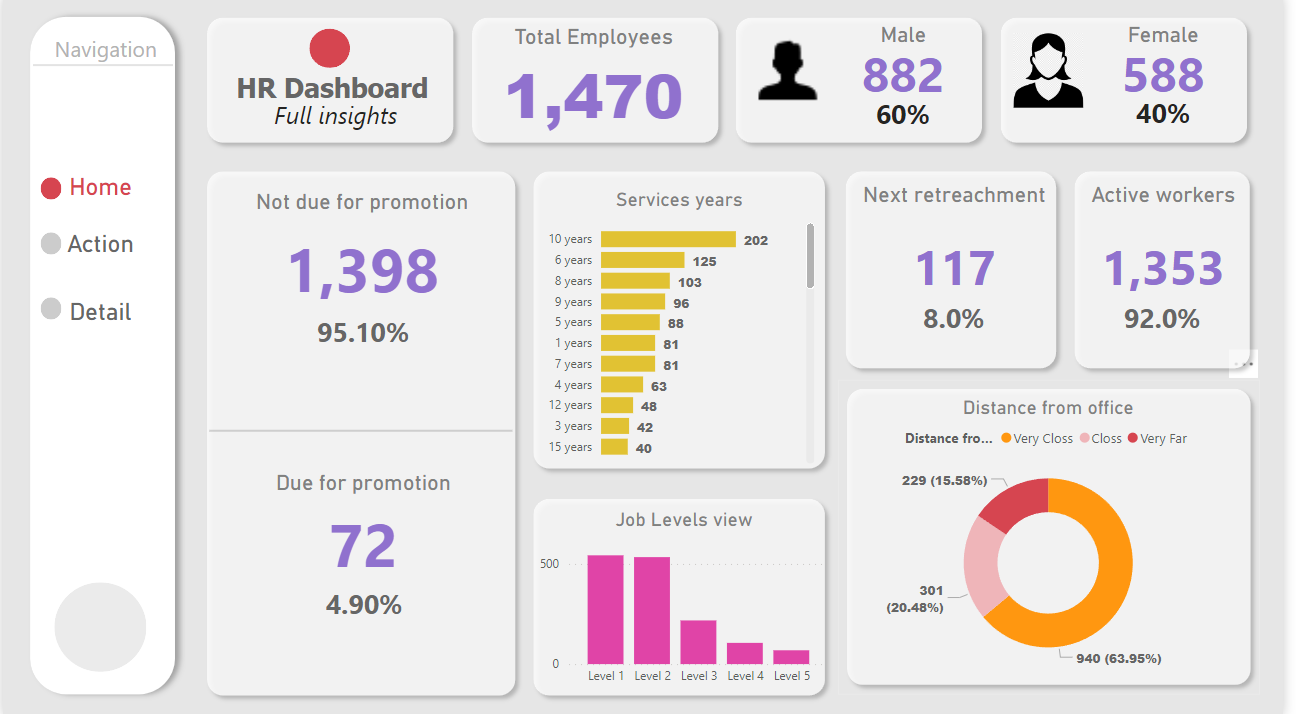 Navigation
Home
Action
Detail
HR Dashboard
Full insights
Total Employees
1,470
Male
882
60%
Female
588
40%
Not due for promotion
1,398
95.10%
Due for promotion
72
4.90%
Services years
10 years 202
6 years 125
8 years 103
9 years 96
5 years 88
1 years 81
7 years 81
4 years 63
12 years 48
3 years 42
15 years 40
Job Levels view
500
0
Level 1 Level 2 Level 3 Level 4 Level 5
Next retreachment
117
8.0%
Active workers
1,353
92.0%
Distance from office
Distance fro... Very Closs Closs Very Far
229 (15.58%)
301
(20.48%)
940 (63.95%)